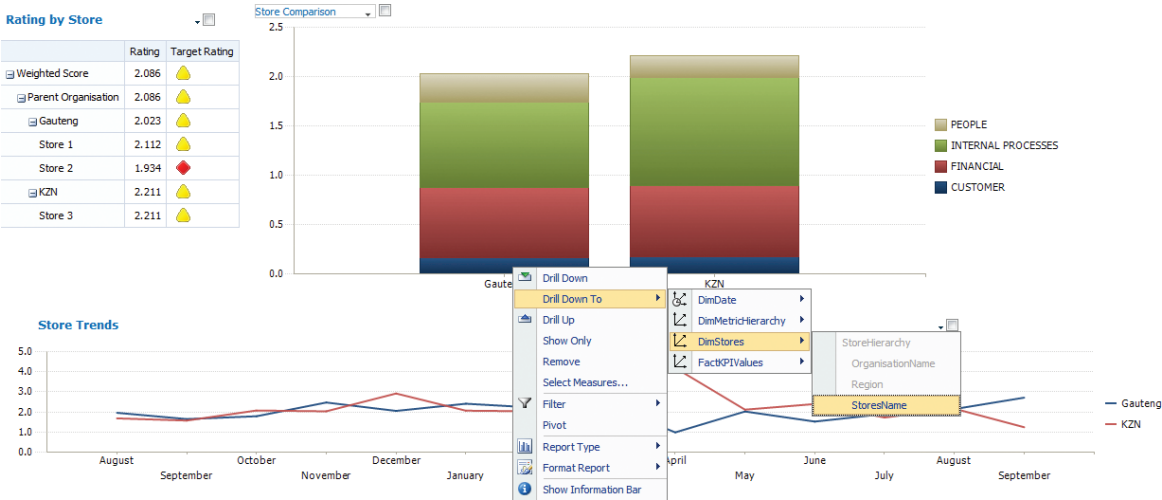 Rating by Store
Rating Target Rating
Weighted Score 2.086
Parent Organisation 2.086
Gauteng 2.023
Store 1 2.112
Store 2 1.934
KZN 2.211
Store 3 2.211
Store Comparison
2.5
2.0
1.5
1.0
0.5
0.0
KZN
PEOPLE
INTERNAL PROCESSES
FINANCIAL
CUSTOMER
Drill Down
Drill Down To
Drill Up
Show Only
Remove
Select Measures...
Filter
Pivot
Report Type
Format Report
Show Information Bar
DimDate
DimMetricHierarchy
DimStores
FactKPIValues
StoreHierarchy
OrganisationName
Region
StoresName
Store Trends
5.0
4.0
3.0
2.0
1.0
0.0
August
September
October
November
December
January
April
May
June
July
August
September
Gauteng
KZN